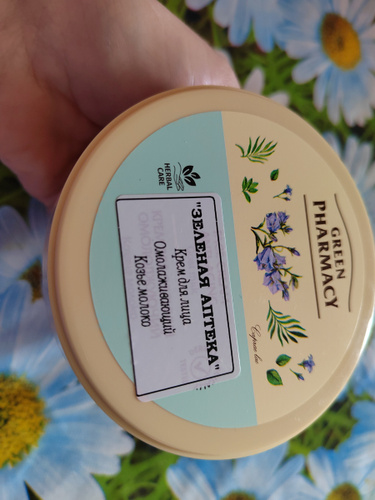 GREEN
PHARMACY
HERBAL
CARE
"ЗЕЛЕНАЯ АПТЕКА"
Крем для лица
Омолаживающий
Козье молоко